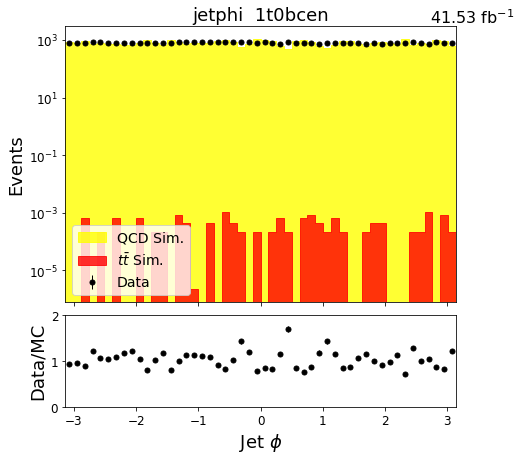 jetphi 1t0bcen
41.53 fb⁻¹
Events
10³
10¹
10⁻¹
10⁻³
10⁻⁵
QCD Sim.
tt̄ Sim.
Data
Data/MC
2
1
0
−3 −2 −1 0 1 2 3
Jet ϕ